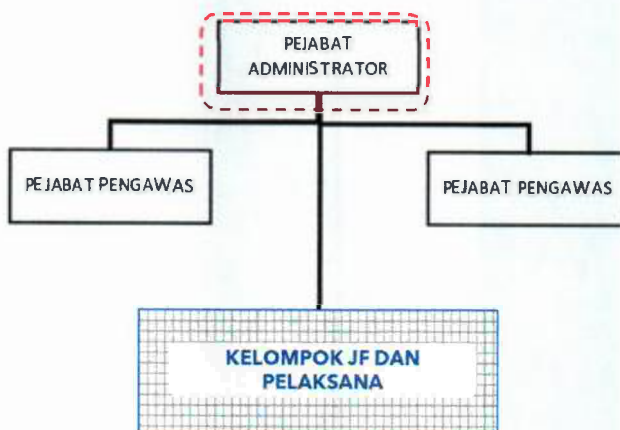 PEJABAT
ADMINISTRATOR
PEJABAT PENGAWAS
PEJABAT PENGAWAS
KELOMPOK JF DAN
PELAKSANA